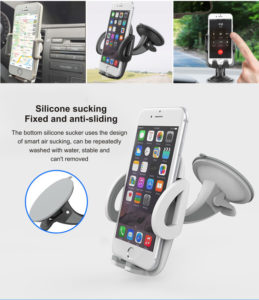 Silicone sucking
Fixed and anti-sliding
The bottom silicone sucker uses the design
of smart air sucking, can be repeatedly
washed with water, stable and
can't removed